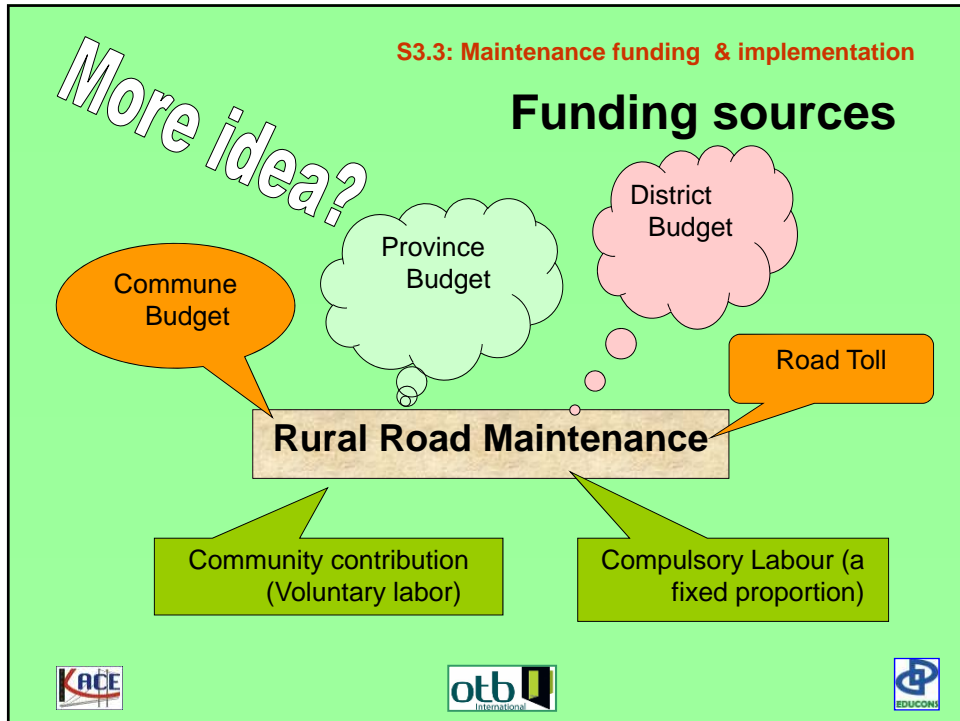 S3.3: Maintenance funding & implementation
More idea?
Funding sources
District
Budget
Province
Budget
Commune
Budget
Road Toll
Rural Road Maintenance
Community contribution
(Voluntary labor)
Compulsory Labour (a
fixed proportion)
KACE
otb
International
EDUCONS